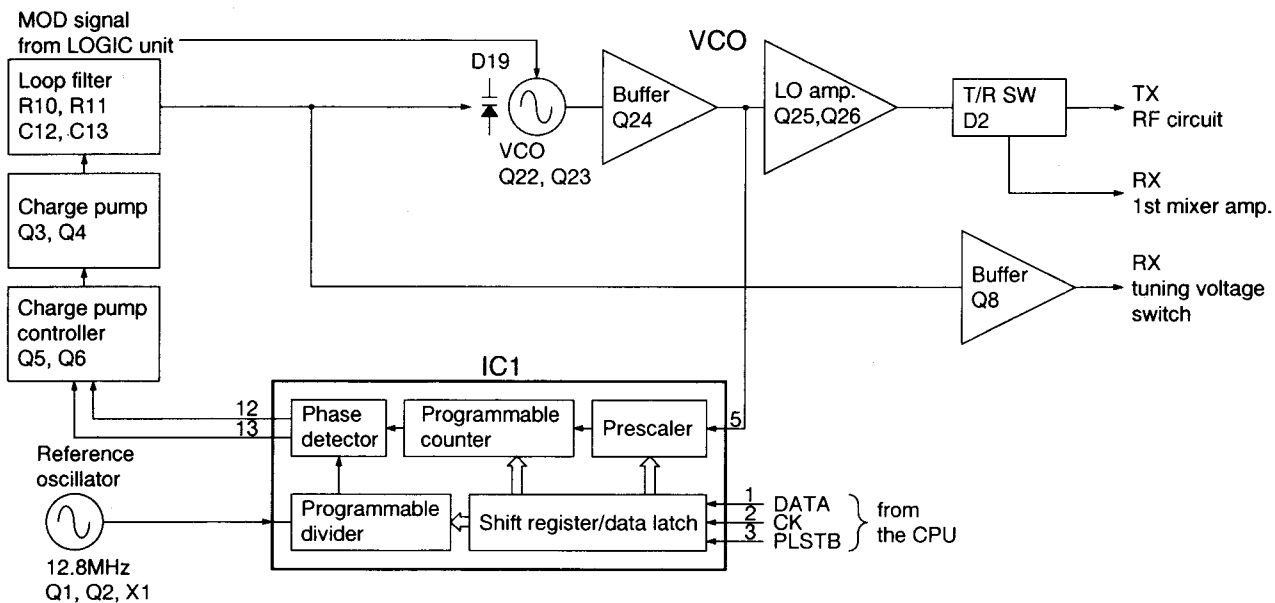 MOD signal
from LOGIC unit
Loop filter
R10, R11
C12, C13
D19
VCO
Q22, Q23
Buffer
Q24
VCO
LO amp.
Q25,Q26
T/R SW
D2
TX
RF circuit
RX
1st mixer amp.
Charge pump
Q3, Q4
Buffer
Q8
RX
tuning voltage
switch
Charge pump
controller
Q5, Q6
IC1
12
13
Phase
detector
Programmable
counter
Prescaler
5
Reference
oscillator
12.8MHz
Q1, Q2, X1
Programmable
divider
Shift register/data latch
1
DATA
2
CK
3
PLSTB
from
the CPU